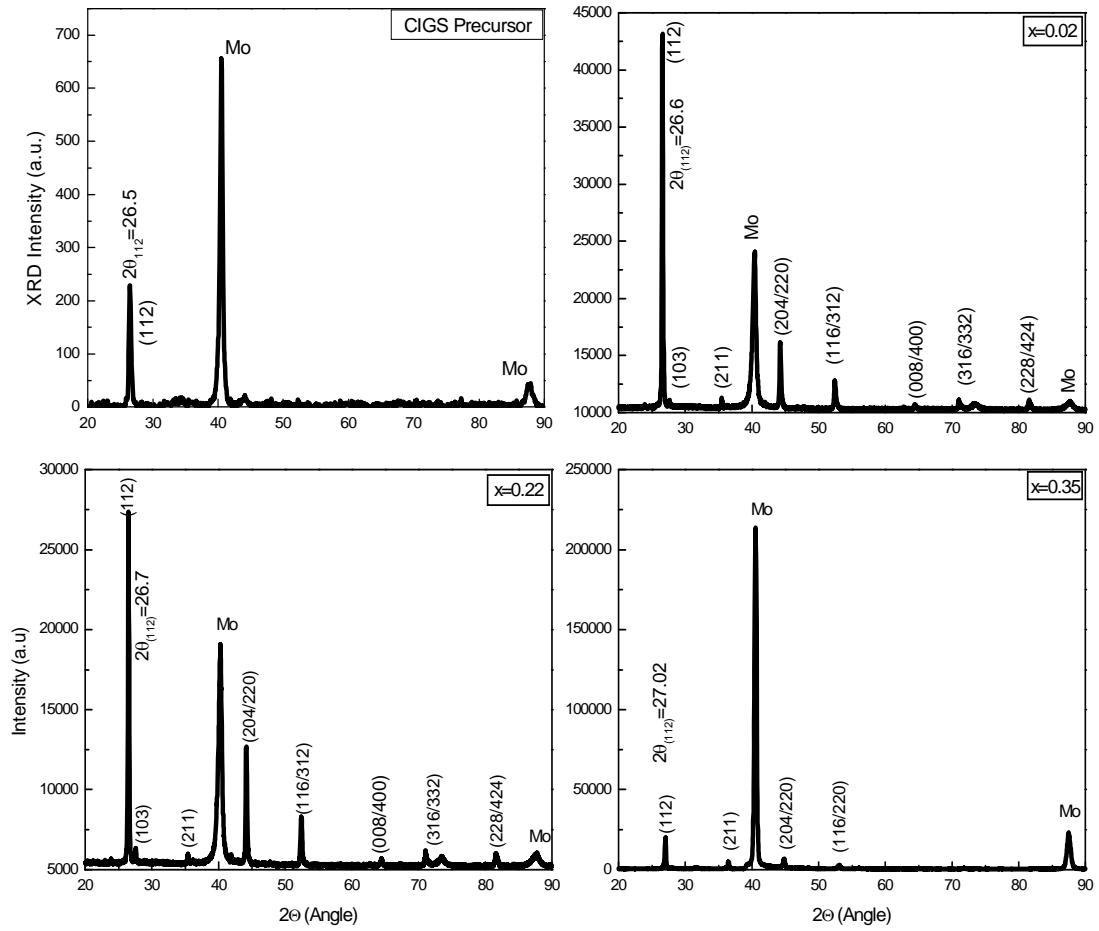 CIGS Precursor
XRD Intensity (a.u.)
700
600
500
400
300
200
100
0
20 30 40 50 60 70 80 90
Mo
2θ112=26.5
(112)
Mo
x=0.02
45000
40000
35000
30000
25000
20000
15000
10000
20 30 40 50 60 70 80 90
(112)
2θ(112)=26.6
(103)
(211)
Mo
(204/220)
(116/312)
(008/400)
(316/332)
(228/424)
Mo
x=0.22
Intensity (a.u)
30000
25000
20000
15000
10000
5000
20 30 40 50 60 70 80 90
2Θ (Angle)
(112)
2θ(112)=26.7
(103)
(211)
Mo
(204/220)
(116/312)
(008/400)
(316/332)
(228/424)
Mo
x=0.35
250000
200000
150000
100000
50000
0
20 30 40 50 60 70 80 90
2Θ (Angle)
2θ(112)=27.02
(112)
(211)
Mo
(204/220)
(116/220)
Mo